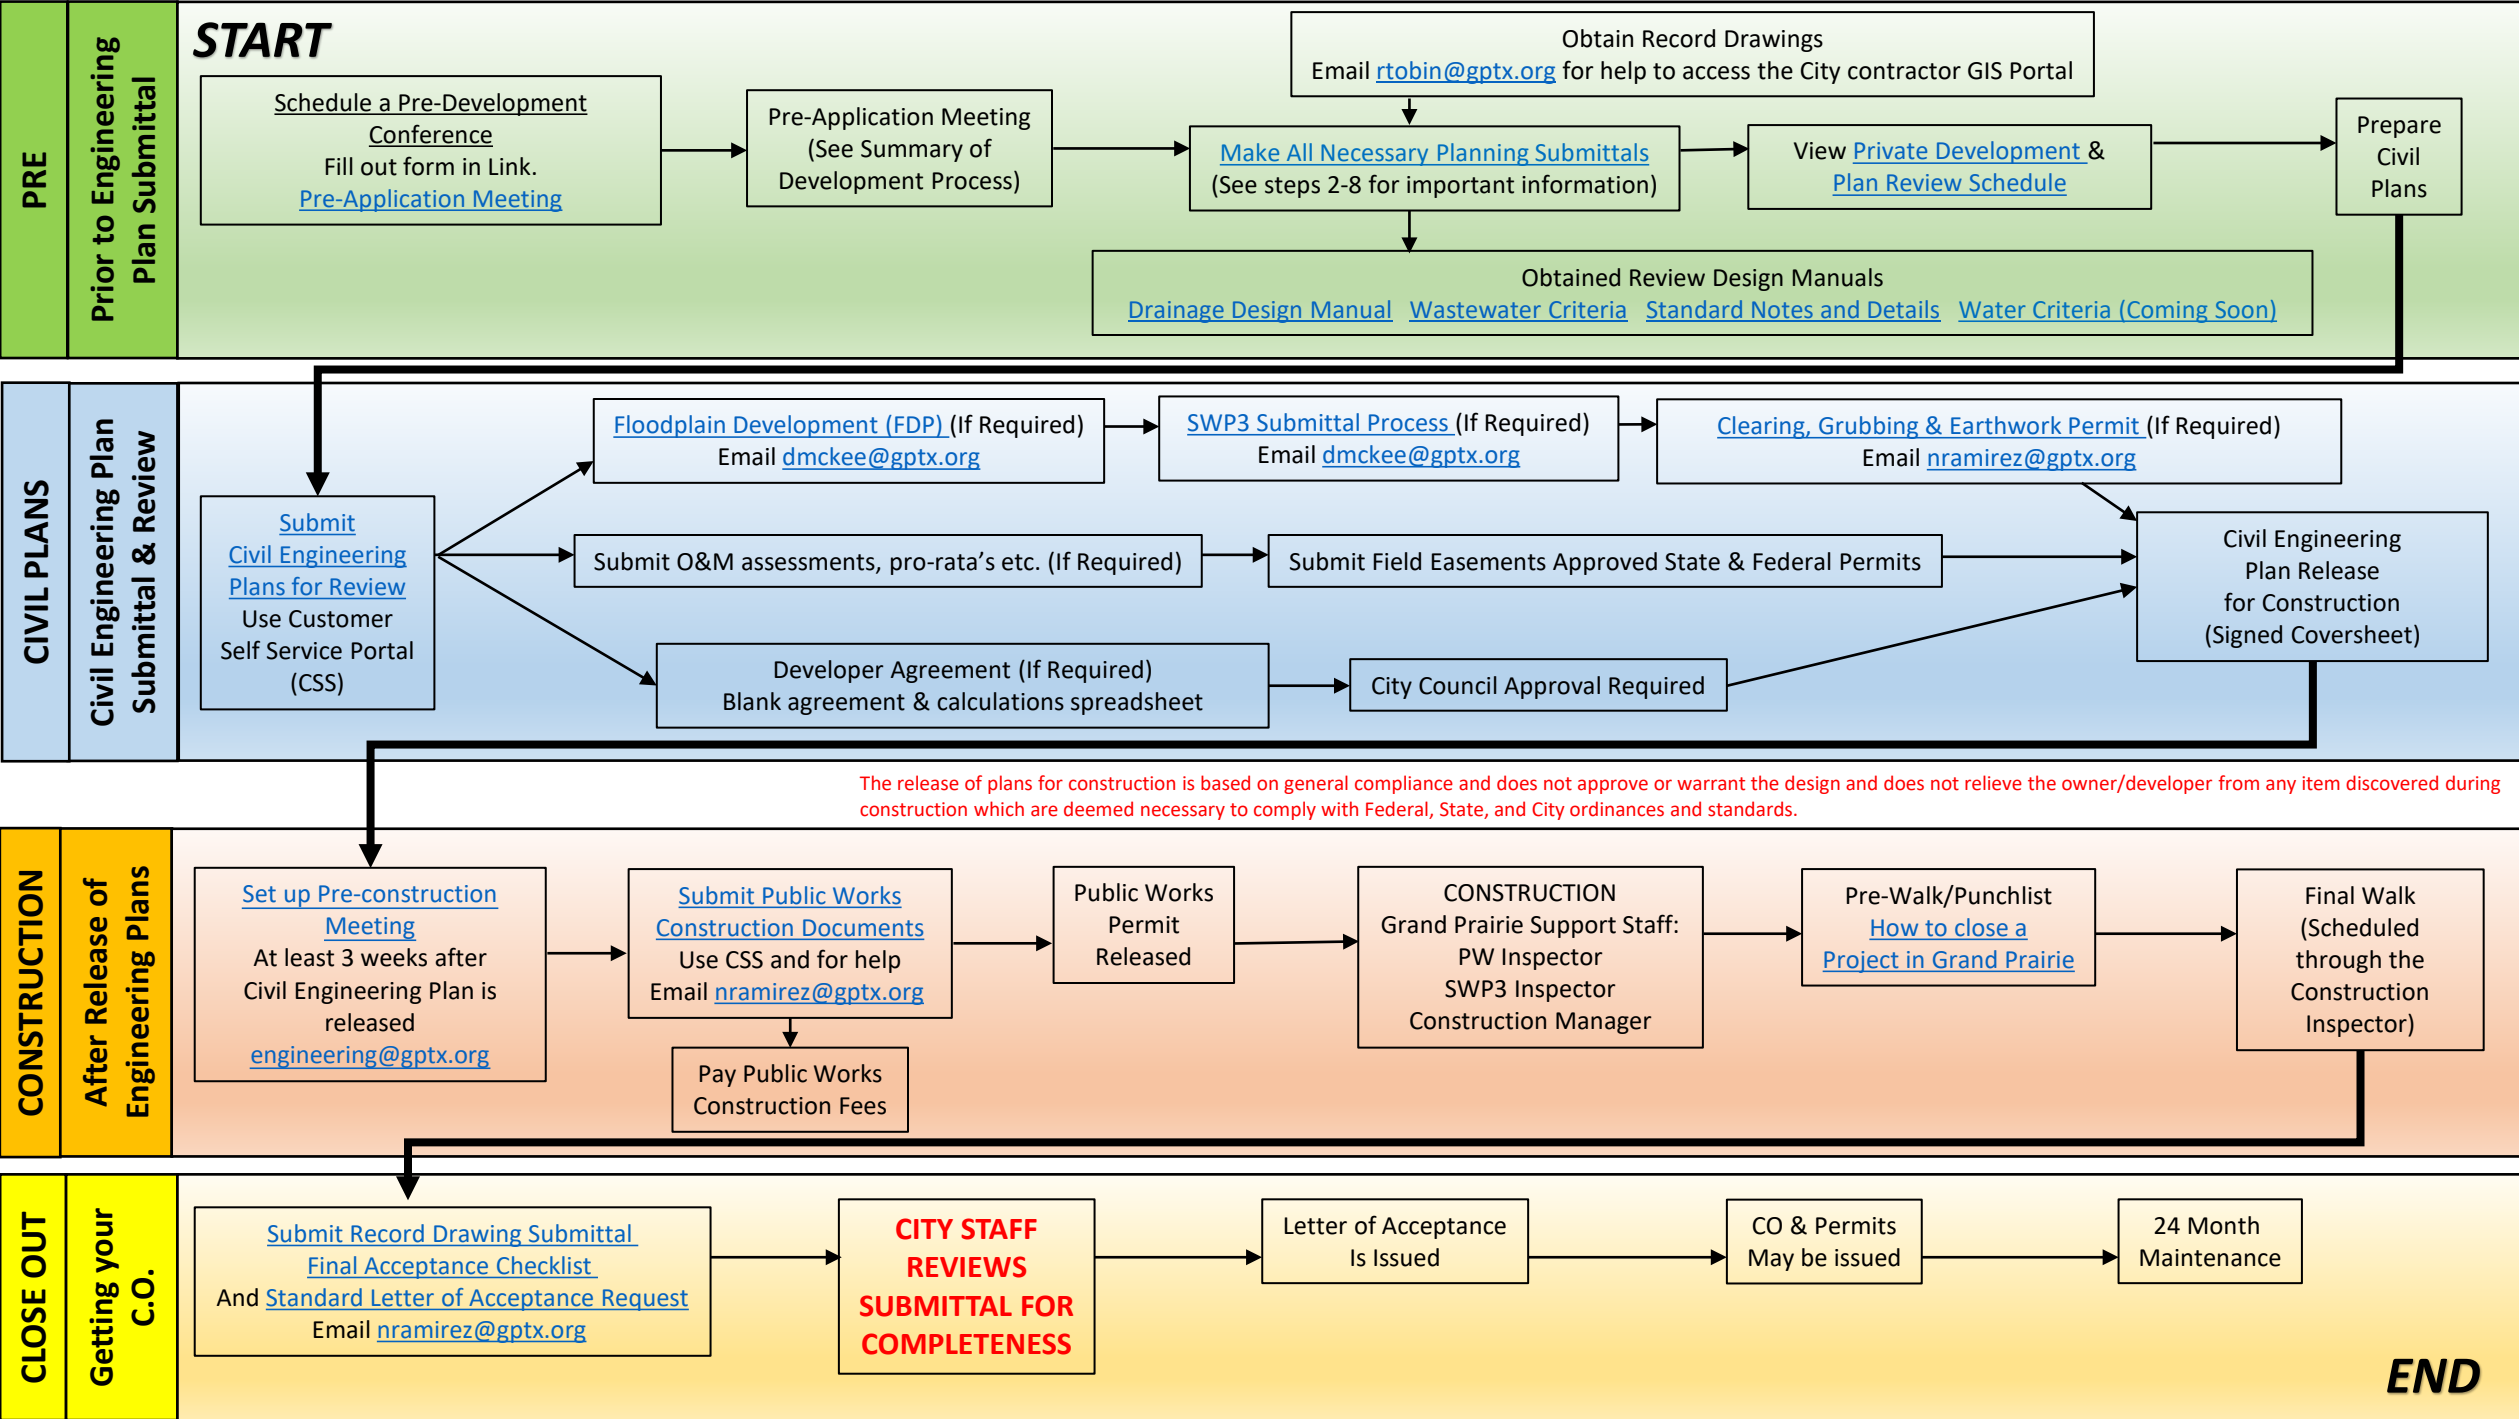 PRE
Prior to Engineering
Plan Submittal
START
Schedule a Pre-Development
Conference
Fill out form in Link.
Pre-Application Meeting
Pre-Application Meeting
(See Summary of
Development Process)
Obtain Record Drawings
Email rtobin@gptx.org for help to access the City contractor GIS Portal
Make All Necessary Planning Submittals
(See steps 2-8 for important information)
View Private Development &
Plan Review Schedule
Prepare
Civil
Plans
Obtained Review Design Manuals
Drainage Design Manual Wastewater Criteria Standard Notes and Details Water Criteria (Coming Soon)
CIVIL PLANS
Civil Engineering Plan
Submittal & Review
Submit
Civil Engineering
Plans for Review
Use Customer
Self Service Portal
(CSS)
Floodplain Development (FDP) (If Required)
Email dmckee@gptx.org
SWP3 Submittal Process (If Required)
Email dmckee@gptx.org
Clearing, Grubbing & Earthwork Permit (If Required)
Email nramirez@gptx.org
Submit O&M assessments, pro-rata’s etc. (If Required)
Submit Field Easements Approved State & Federal Permits
Developer Agreement (If Required)
Blank agreement & calculations spreadsheet
City Council Approval Required
Civil Engineering
Plan Release
for Construction
(Signed Coversheet)
The release of plans for construction is based on general compliance and does not approve or warrant the design and does not relieve the owner/developer from any item discovered during
construction which are deemed necessary to comply with Federal, State, and City ordinances and standards.
CONSTRUCTION
After Release of
Engineering Plans
Set up Pre-construction
Meeting
At least 3 weeks after
Civil Engineering Plan is
released
engineering@gptx.org
Submit Public Works
Construction Documents
Use CSS and for help
Email nramirez@gptx.org
Pay Public Works
Construction Fees
Public Works
Permit
Released
CONSTRUCTION
Grand Prairie Support Staff:
PW Inspector
SWP3 Inspector
Construction Manager
Pre-Walk/Punchlist
How to close a
Project in Grand Prairie
Final Walk
(Scheduled
through the
Construction
Inspector)
CLOSE OUT
Getting your
C.O.
Submit Record Drawing Submittal
Final Acceptance Checklist
And Standard Letter of Acceptance Request
Email nramirez@gptx.org
CITY STAFF
REVIEWS
SUBMITTAL FOR
COMPLETENESS
Letter of Acceptance
Is Issued
CO & Permits
May be issued
24 Month
Maintenance
END